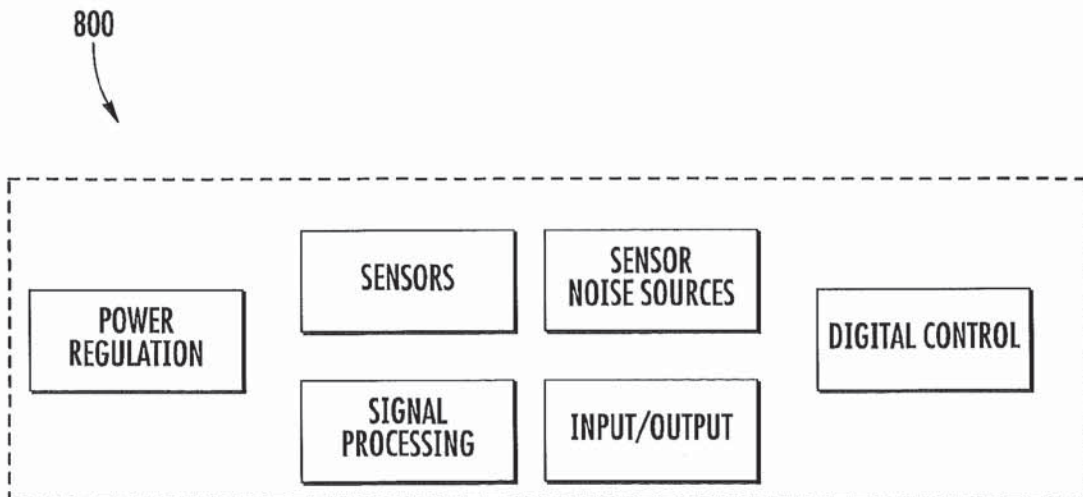 800
SENSORS
SENSOR
NOISE SOURCES
POWER
REGULATION
DIGITAL CONTROL
SIGNAL
PROCESSING
INPUT/OUTPUT